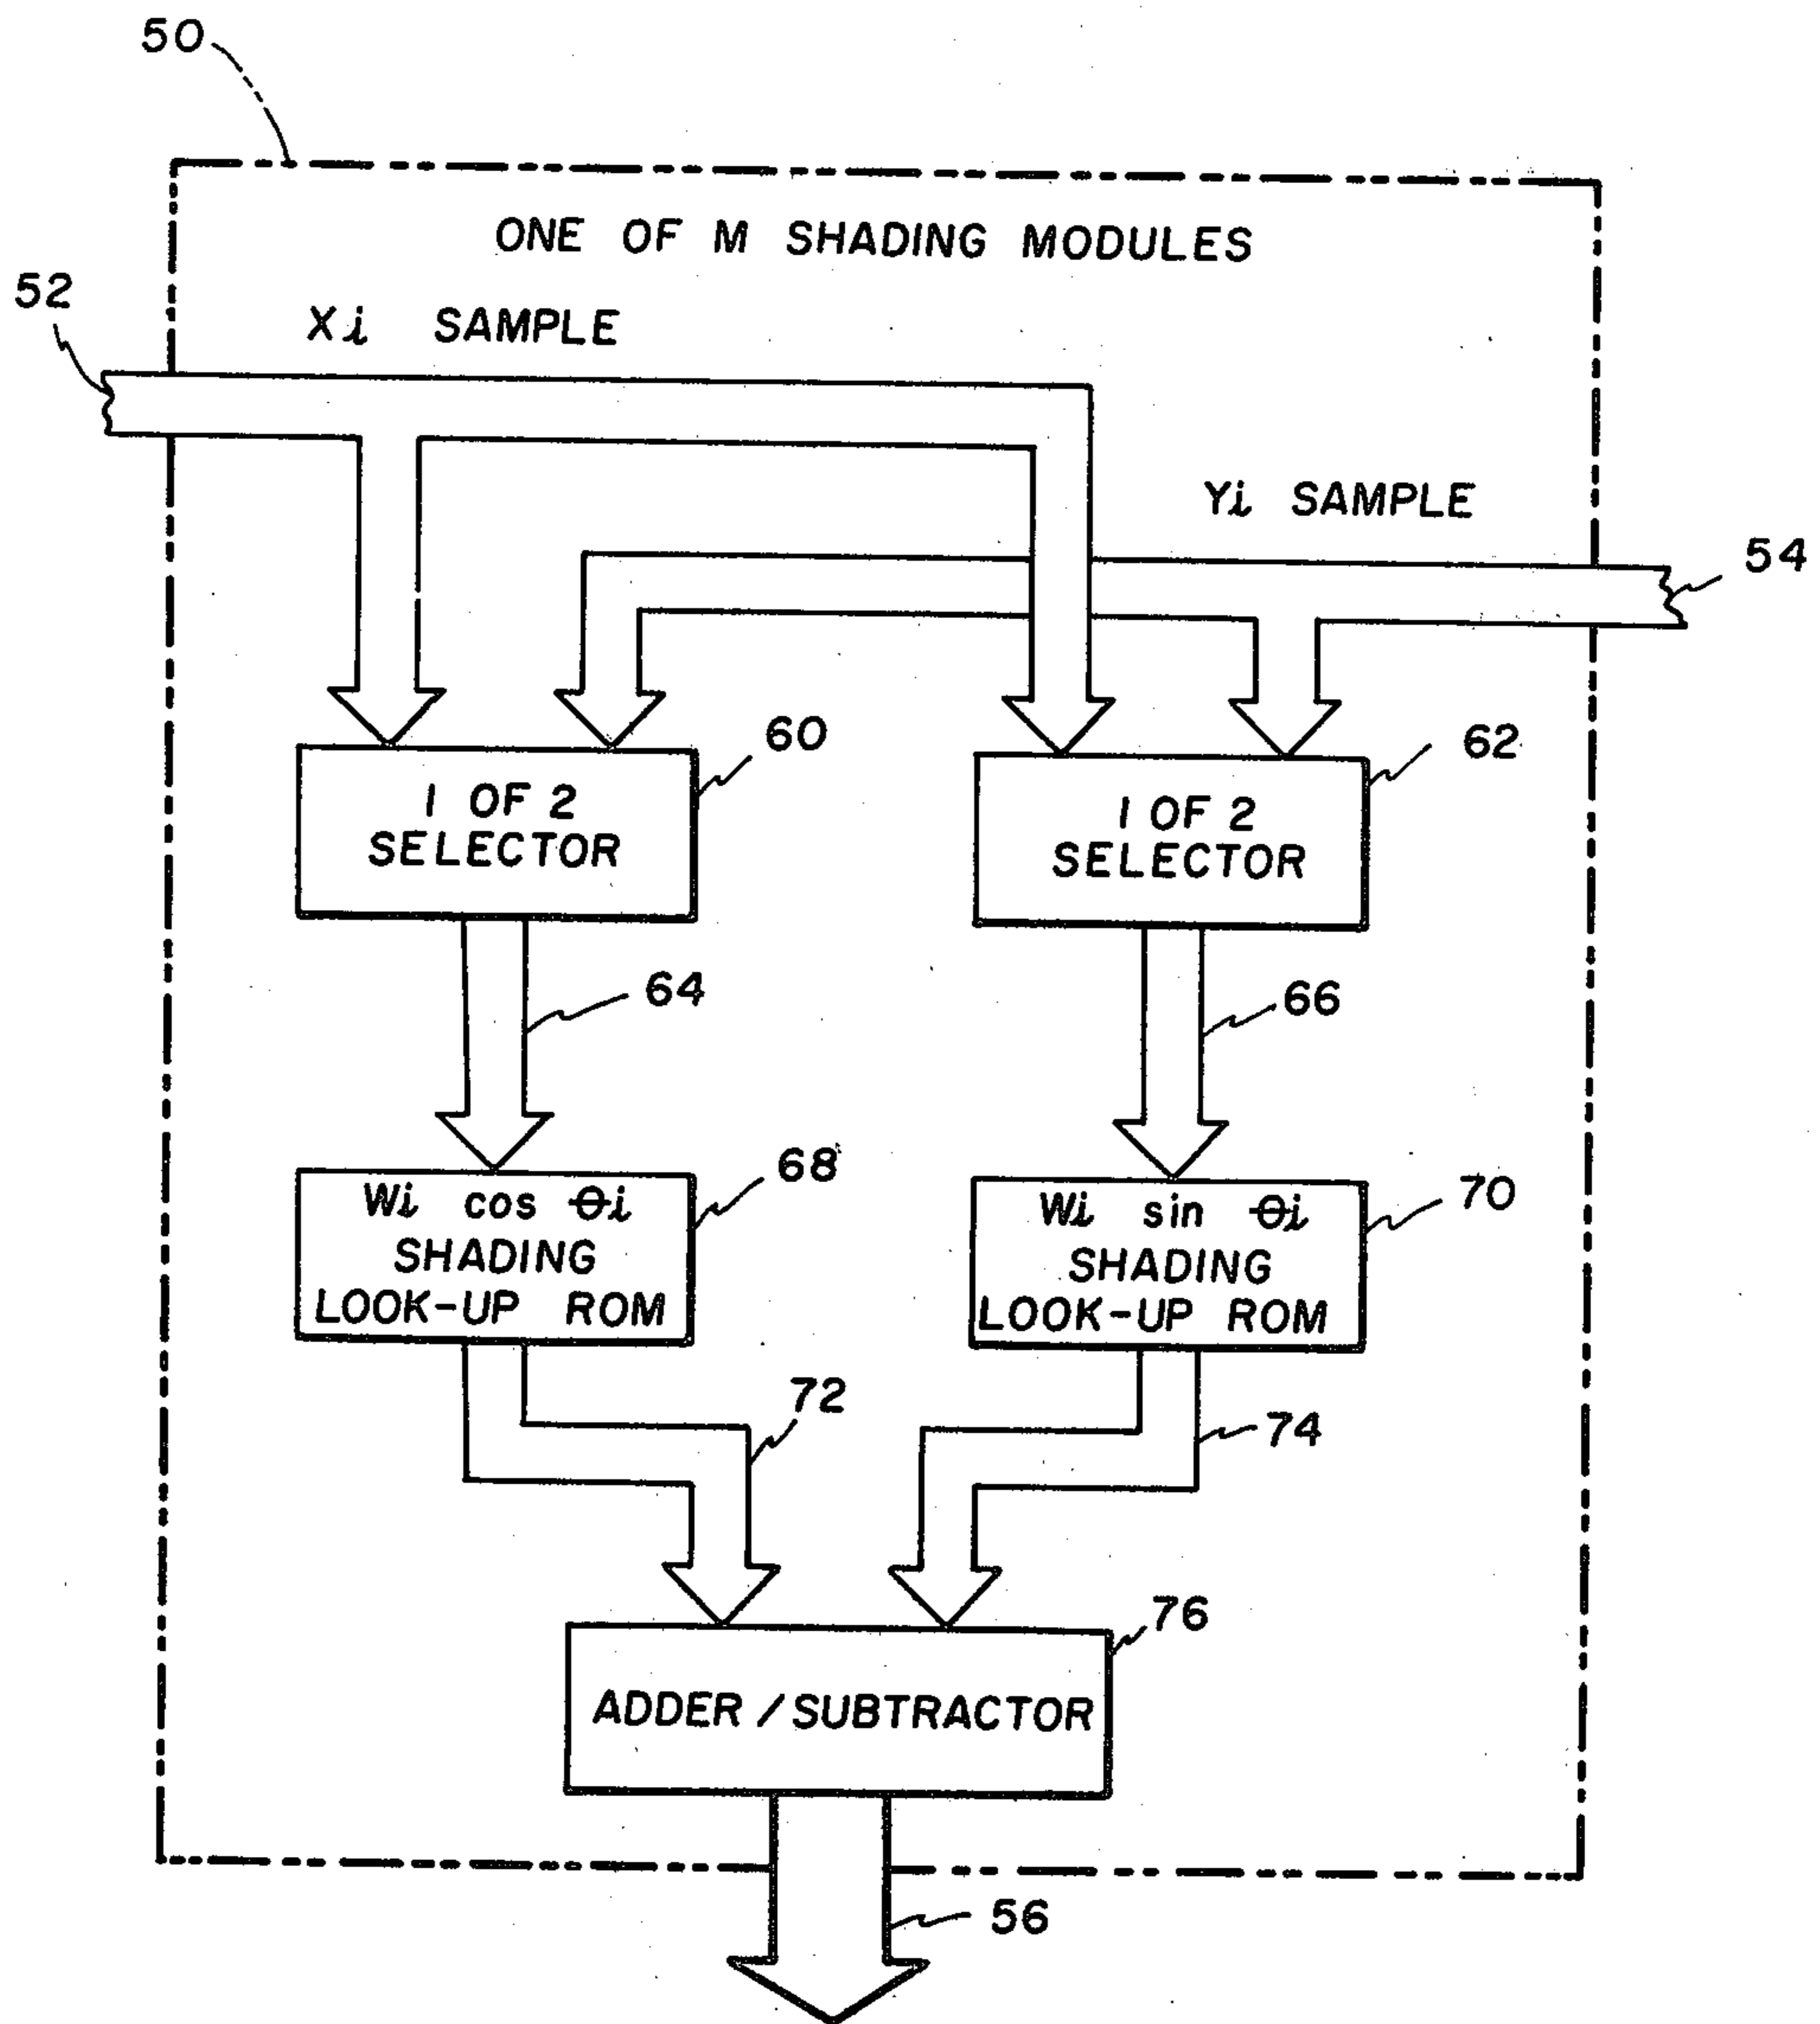 50
ONE OF M SHADING MODULES
52
Xi SAMPLE
Yi SAMPLE
54
60
62
1 OF 2
SELECTOR
1 OF 2
SELECTOR
64
66
68
70
Wi cos θi
SHADING
LOOK-UP ROM
Wi sin θi
SHADING
LOOK-UP ROM
72
74
76
ADDER / SUBTRACTOR
56